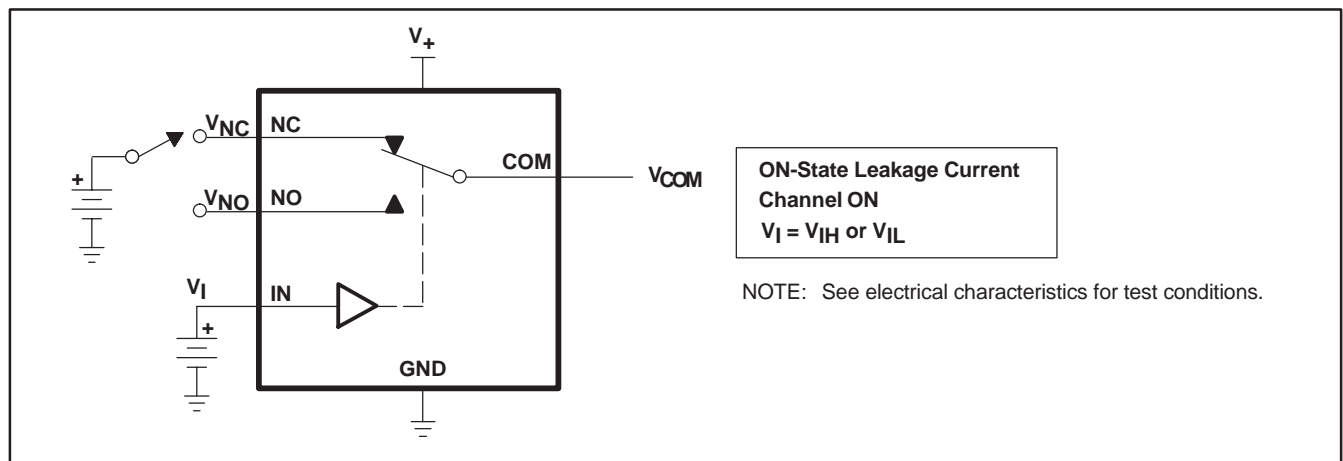 V+
VNC NC
COM
VCOM
VNO NO
VI IN
GND
+
+
ON-State Leakage Current
Channel ON
VI = VIH or VIL
NOTE: See electrical characteristics for test conditions.